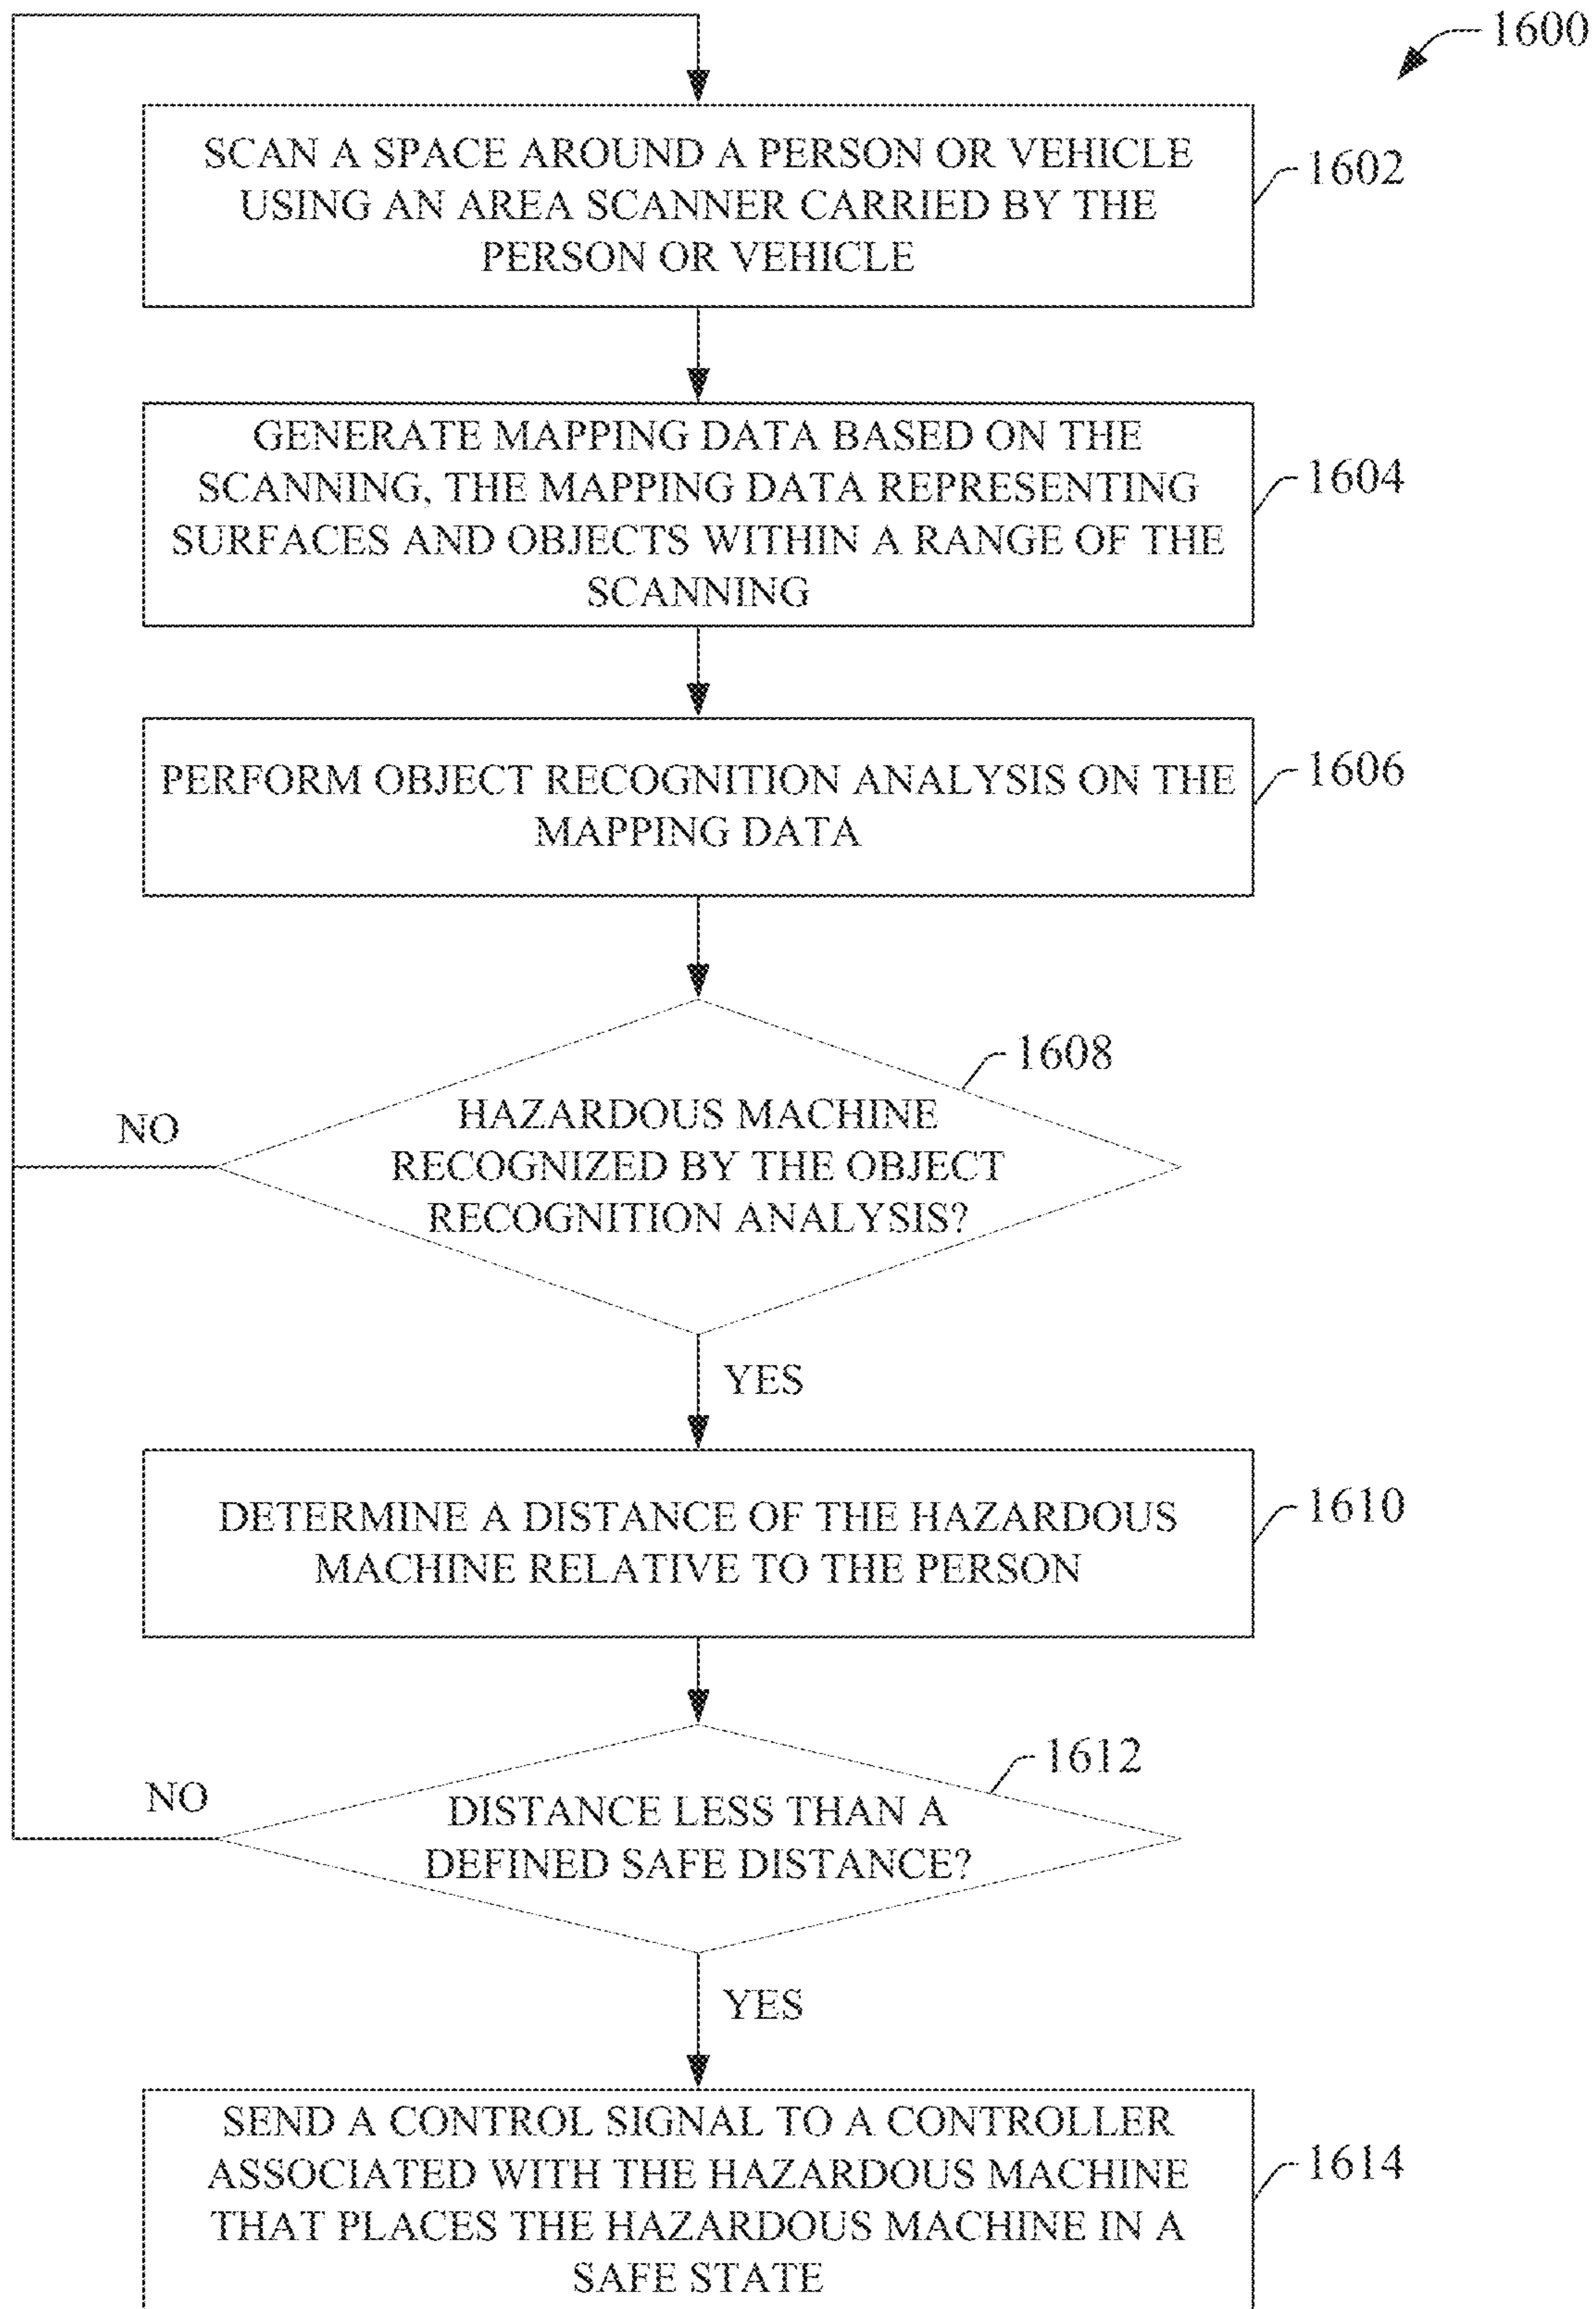 1600
SCAN A SPACE AROUND A PERSON OR VEHICLE
USING AN AREA SCANNER CARRIED BY THE
PERSON OR VEHICLE
1602
GENERATE MAPPING DATA BASED ON THE
SCANNING, THE MAPPING DATA REPRESENTING
SURFACES AND OBJECTS WITHIN A RANGE OF THE
SCANNING
1604
PERFORM OBJECT RECOGNITION ANALYSIS ON THE
MAPPING DATA
1606
1608
HAZARDOUS MACHINE
RECOGNIZED BY THE OBJECT
RECOGNITION ANALYSIS?
NO
YES
DETERMINE A DISTANCE OF THE HAZARDOUS
MACHINE RELATIVE TO THE PERSON
1610
1612
DISTANCE LESS THAN A
DEFINED SAFE DISTANCE?
NO
YES
SEND A CONTROL SIGNAL TO A CONTROLLER
ASSOCIATED WITH THE HAZARDOUS MACHINE
THAT PLACES THE HAZARDOUS MACHINE IN A
SAFE STATE
1614